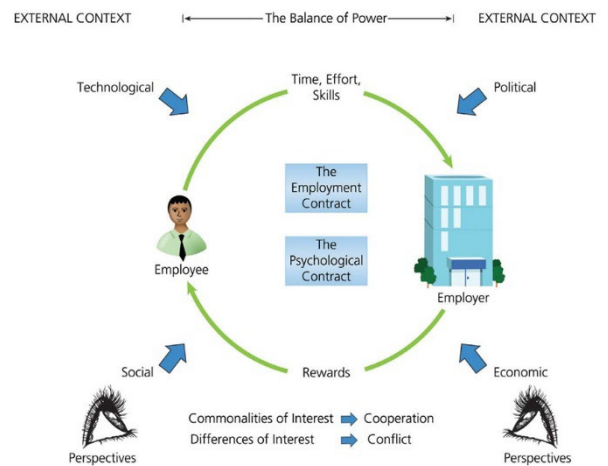 EXTERNAL CONTEXT
The Balance of Power
EXTERNAL CONTEXT
Technological
Time, Effort,
Skills
Political
The
Employment
Contract
Employee
The
Psychological
Contract
Employer
Social
Rewards
Economic
Commonalities of Interest
Cooperation
Differences of Interest
Conflict
Perspectives
Perspectives